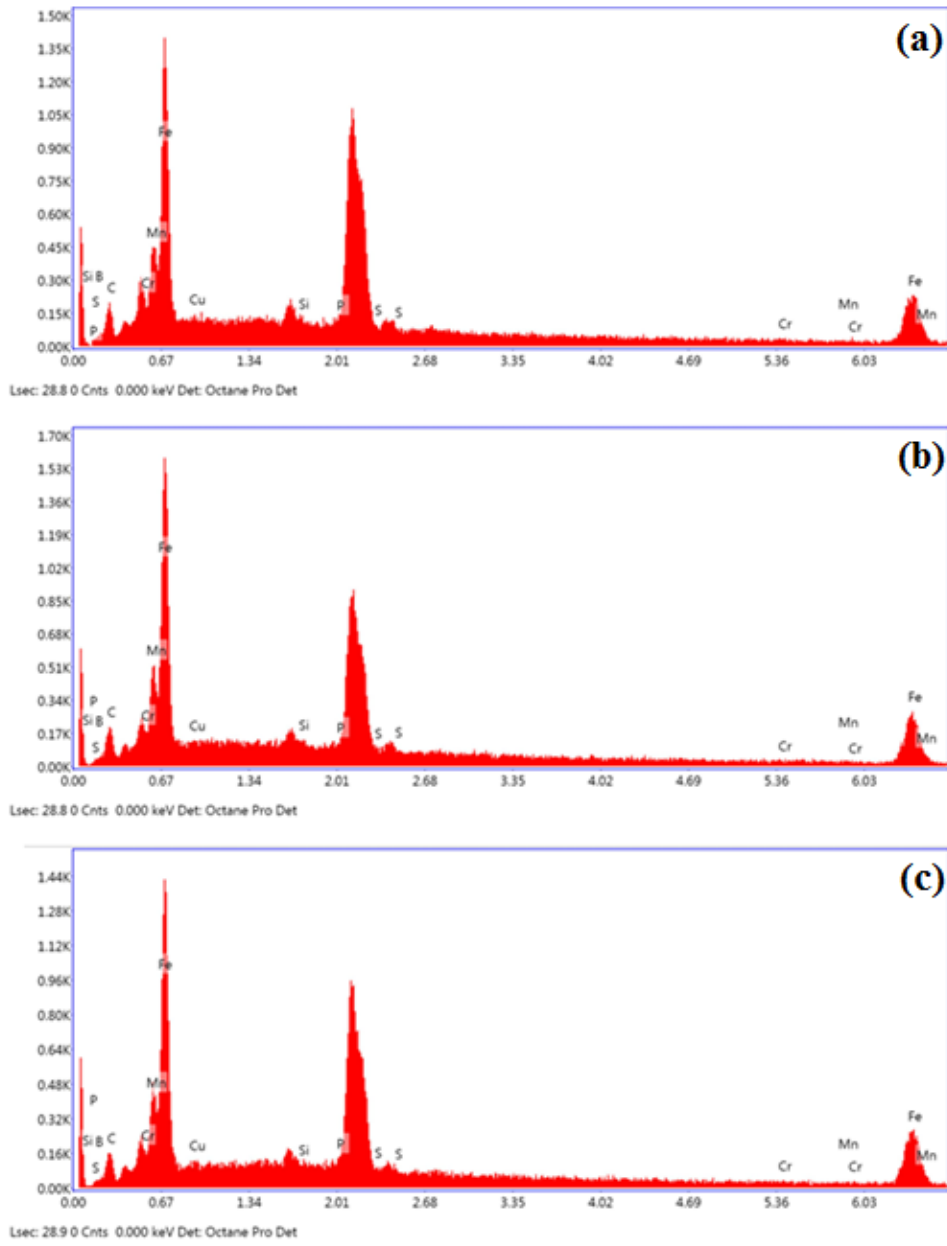 (a)
1.50K
1.35K
1.20K
1.05K
0.90K
Fe
0.75K
0.60K
Mn
0.45K
Si B C Cr Fe
0.30K
S Cu Si P S S Mn Mn
0.15K
P Cr Cr
0.00K
0.00 0.67 1.34 2.01 2.68 3.35 4.02 4.69 5.36 6.03
Lsec: 28.8 0 Cnts 0.000 keV Det: Octane Pro Det
(b)
1.70K
1.53K
1.36K
1.19K
Fe
1.02K
0.85K
0.68K
Mn
0.51K
P Fe
0.34K
Si B C Cr Cu Mn
0.17K
S Si P S S Cr Cr Mn
0.00K
0.00 0.67 1.34 2.01 2.68 3.35 4.02 4.69 5.36 6.03
Lsec: 28.8 0 Cnts 0.000 keV Det: Octane Pro Det
(c)
1.44K
1.28K
1.12K
Fe
0.96K
0.80K
0.64K
0.48K
Mn
P Fe
0.32K
Si B C Cr Cu Si P Mn
0.16K
S S S Cr Cr Mn
0.00K
0.00 0.67 1.34 2.01 2.68 3.35 4.02 4.69 5.36 6.03
Lsec: 28.9 0 Cnts 0.000 keV Det: Octane Pro Det